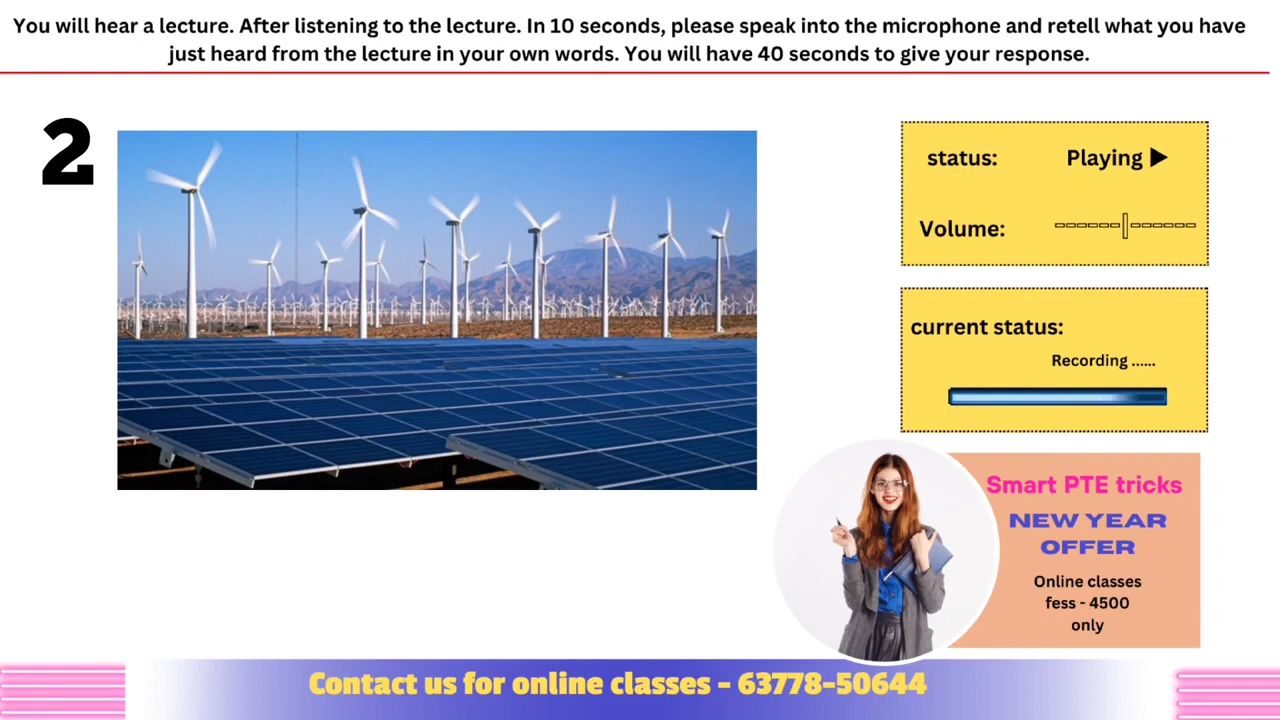 You will hear a lecture. After listening to the lecture. In 10 seconds, please speak into the microphone and retell what you have
just heard from the lecture in your own words. You will have 40 seconds to give your response.
2
status: Playing
Volume:
current status:
Recording ......
Smart PTE tricks
NEW YEAR
OFFER
Online classes
fess - 4500
only
Contact us for online classes - 63778-50644